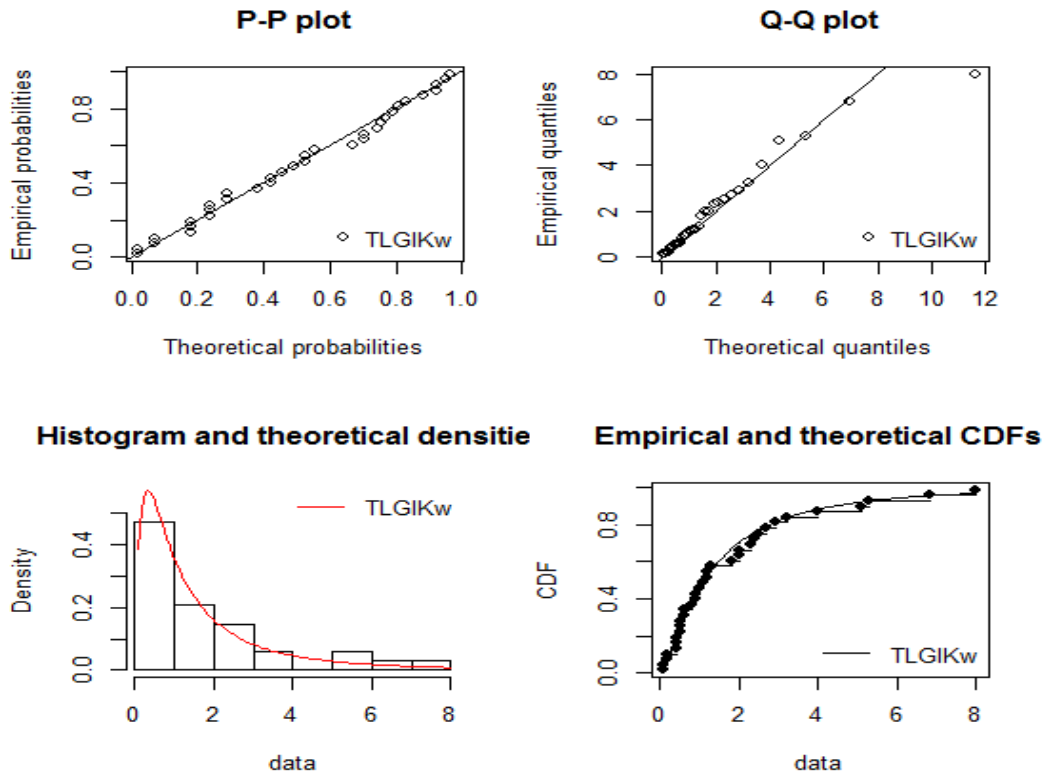 P-P plot
Empirical probabilities
0.0 0.4 0.8
TLGIKw
0.0 0.2 0.4 0.6 0.8 1.0
Theoretical probabilities
Q-Q plot
Empirical quantiles
0 2 4 6 8
TLGIKw
0 2 4 6 8 10 12
Theoretical quantiles
Histogram and theoretical densitie
Density
0.0 0.2 0.4
TLGIKw
0 2 4 6 8
data
Empirical and theoretical CDFs
CDF
0.0 0.4 0.8
TLGIKw
0 2 4 6 8
data